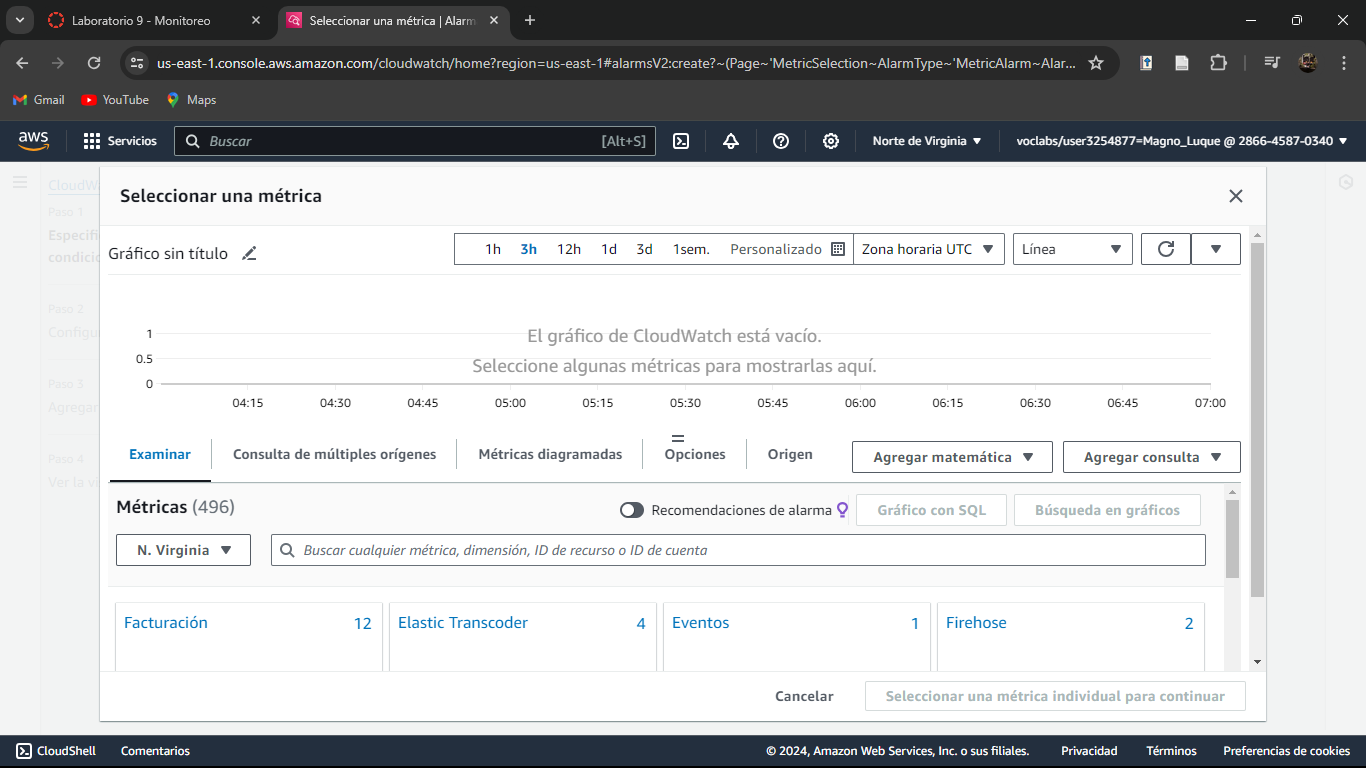 Laboratorio 9 - Monitoreo
Seleccionar una métrica | Alarm
us-east-1.console.aws.amazon.com/cloudwatch/home?region=us-east-1#alarmsV2:create?~(Page~'MetricSelection~AlarmType~'MetricAlarm~Alar...
Gmail YouTube Maps
aws Servicios Buscar [Alt+S] Norte de Virginia voclabs/user3254877=Magno_Luque @ 2866-4587-0340
CloudWa
Paso 1
Especifi
condicio
Paso 2
Configu
Paso 3
Agregar
Paso 4
Ver la vi
Seleccionar una métrica
Gráfico sin título
1h 3h 12h 1d 3d 1sem. Personalizado Zona horaria UTC Línea
1
0.5
0
El gráfico de CloudWatch está vacío.
Seleccione algunas métricas para mostrarlas aquí.
04:15 04:30 04:45 05:00 05:15 05:30 05:45 06:00 06:15 06:30 06:45 07:00
Examinar Consulta de múltiples orígenes Métricas diagramadas Opciones Origen Agregar matemática Agregar consulta
Métricas (496) Recomendaciones de alarma Gráfico con SQL Búsqueda en gráficos
N. Virginia Buscar cualquier métrica, dimensión, ID de recurso o ID de cuenta
Facturación 12 Elastic Transcoder 4 Eventos 1 Firehose 2
Cancelar Seleccionar una métrica individual para continuar
CloudShell Comentarios © 2024, Amazon Web Services, Inc. o sus filiales. Privacidad Términos Preferencias de cookies